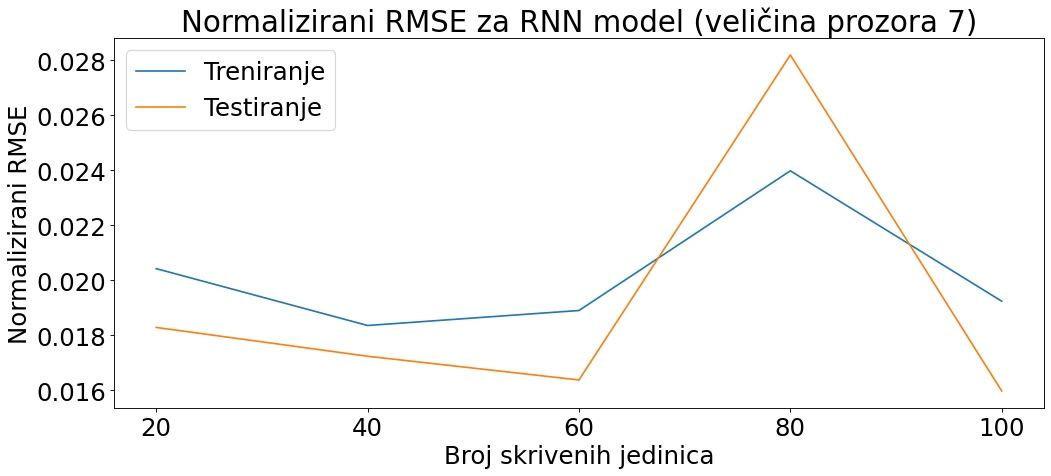 Normalizirani RMSE za RNN model (veličina prozora 7)
Treniranje
Testiranje
Normalizirani RMSE
0.028
0.026
0.024
0.022
0.020
0.018
0.016
20 40 60 80 100
Broj skrivenih jedinica